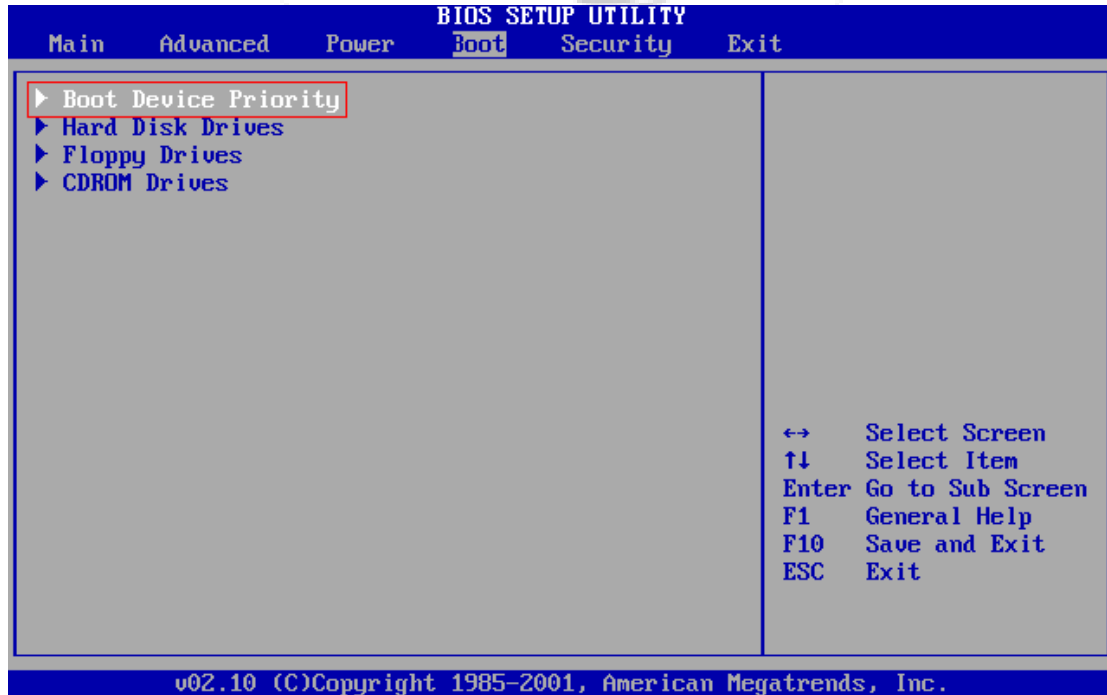 BIOS SETUP UTILITY
Main Advanced Power Boot Security Exit
Boot Device Priority
Hard Disk Drives
Floppy Drives
CDROM Drives
↔ Select Screen
↑↓ Select Item
Enter Go to Sub Screen
F1 General Help
F10 Save and Exit
ESC Exit
v02.10 (C)Copyright 1985-2001, American Megatrends, Inc.